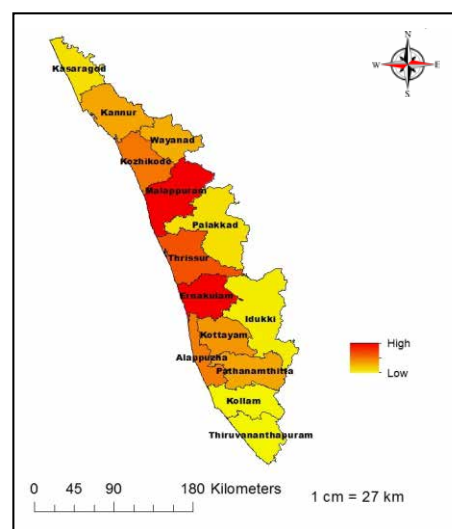 N
W E
S
Kasaragod
Kannur
Wayanad
Kozhikode
Malappuram
Palakkad
Thrissur
Ernakulam
Idukki
Kottayam
High
Alappuzha
Low
Pathanamthitta
Kollam
Thiruvananthapuram
0 45 90 180 Kilometers
1 cm = 27 km